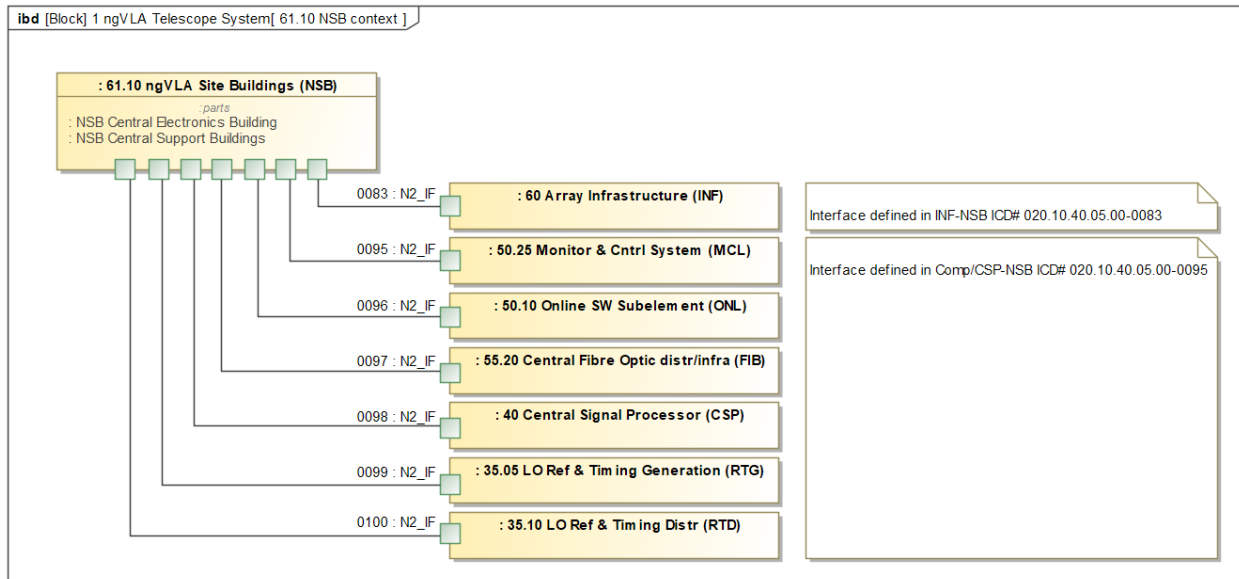 ibd [Block] 1 ngVLA Telescope System[ 61.10 NSB context ]
: 61.10 ngVLA Site Buildings (NSB)
:parts
: NSB Central Electronics Building
: NSB Central Support Buildings
0083 : N2_IF
: 60 Array Infrastructure (INF)
Interface defined in INF-NSB ICD# 020.10.40.05.00-0083
0095 : N2_IF
: 50.25 Monitor & Cntrl System (MCL)
Interface defined in Comp/CSP-NSB ICD# 020.10.40.05.00-0095
0096 : N2_IF
: 50.10 Online SW Subelement (ONL)
0097 : N2_IF
: 55.20 Central Fibre Optic distr/infra (FIB)
0098 : N2_IF
: 40 Central Signal Processor (CSP)
0099 : N2_IF
: 35.05 LO Ref & Timing Generation (RTG)
0100 : N2_IF
: 35.10 LO Ref & Timing Distr (RTD)